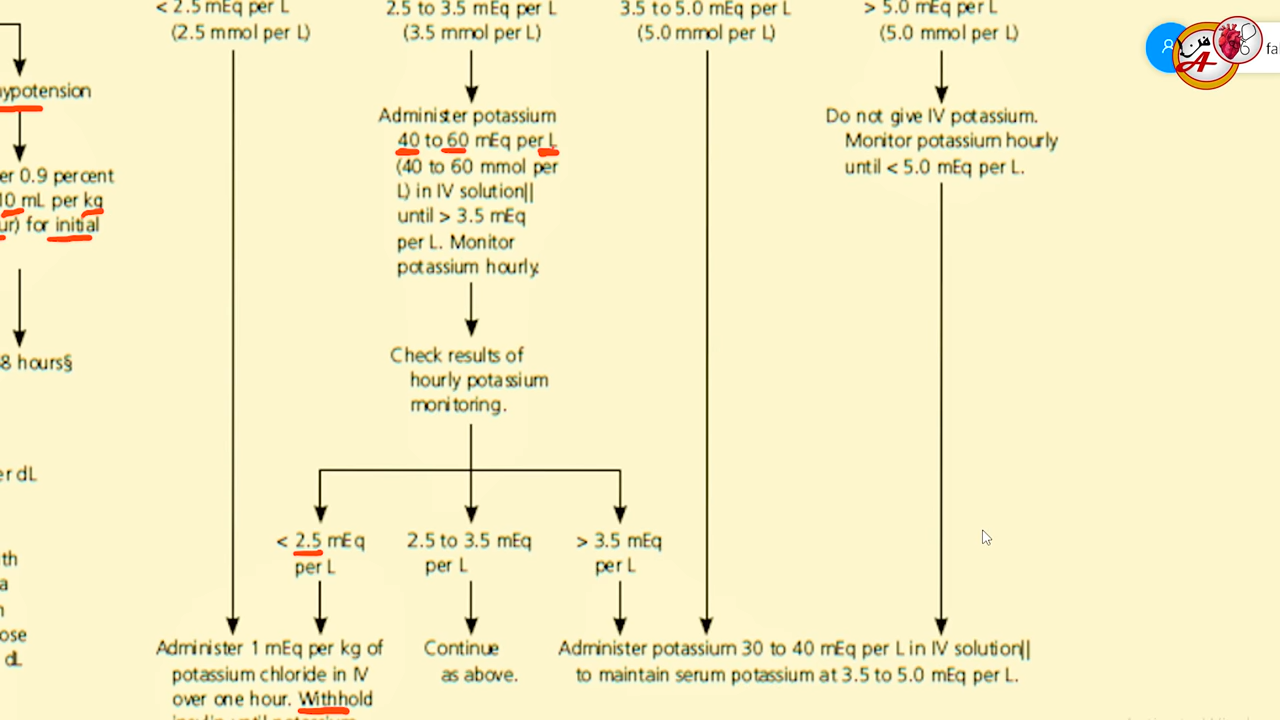 < 2.5 mEq per L
(2.5 mmol per L)
2.5 to 3.5 mEq per L
(3.5 mmol per L)
3.5 to 5.0 mEq per L
(5.0 mmol per L)
> 5.0 mEq per L
(5.0 mmol per L)
hypotension
er 0.9 percent
10 mL per kg
ur) for initial
8 hours§
er dL
th
a
ose
dL
Administer potassium
40 to 60 mEq per L
(40 to 60 mmol per
L) in IV solution||
until > 3.5 mEq
per L. Monitor
potassium hourly.
Do not give IV potassium.
Monitor potassium hourly
until < 5.0 mEq per L.
Check results of
hourly potassium
monitoring.
< 2.5 mEq
per L
2.5 to 3.5 mEq
per L
> 3.5 mEq
per L
Administer 1 mEq per kg of
potassium chloride in IV
over one hour. Withhold
Continue
as above.
Administer potassium 30 to 40 mEq per L in IV solution||
to maintain serum potassium at 3.5 to 5.0 mEq per L.
فن
A
6
fa